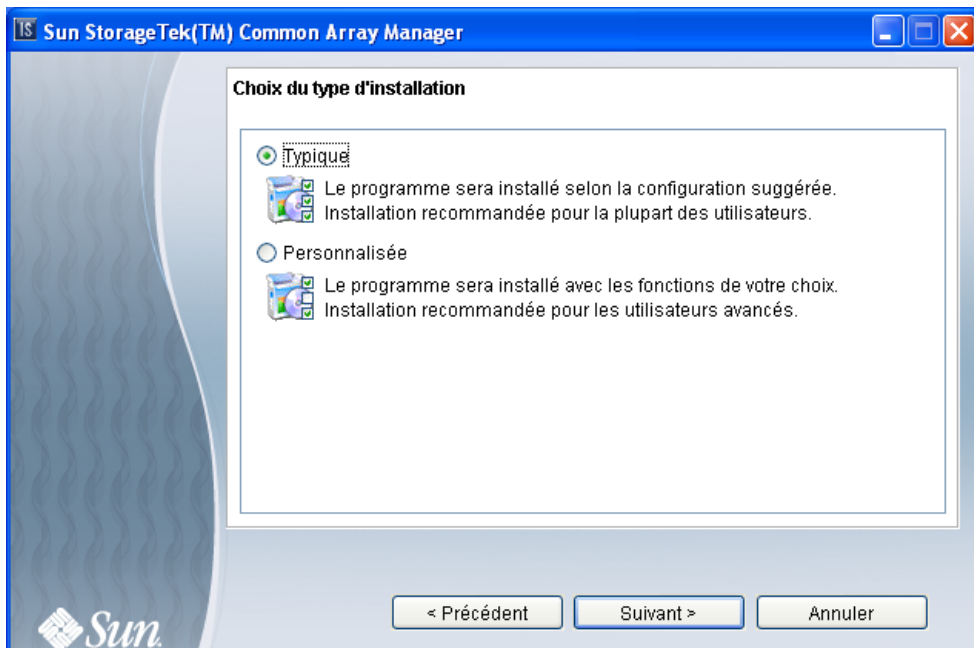 IS Sun StorageTek(TM) Common Array Manager
Choix du type d'installation
Typique
Le programme sera installé selon la configuration suggérée.
Installation recommandée pour la plupart des utilisateurs.
Personnalisée
Le programme sera installé avec les fonctions de votre choix.
Installation recommandée pour les utilisateurs avancés.
< Précédent Suivant > Annuler
Sun